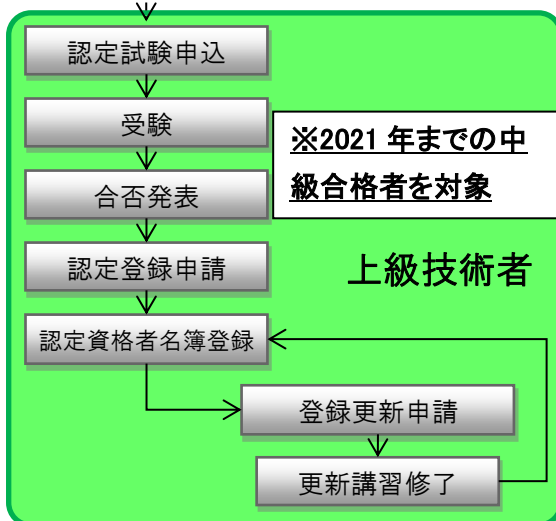 認定試験申込
受験
※2021 年までの中
級合格者を対象
合否発表
認定登録申請
上級技術者
認定資格者名簿登録
登録更新申請
更新講習修了